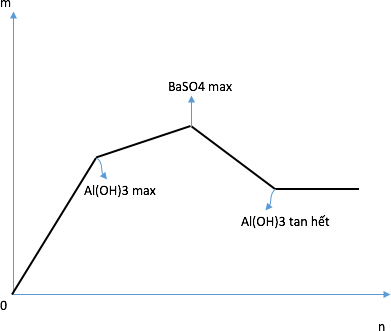 m
BaSO4 max
Al(OH)3 max
Al(OH)3 tan hết
0
n